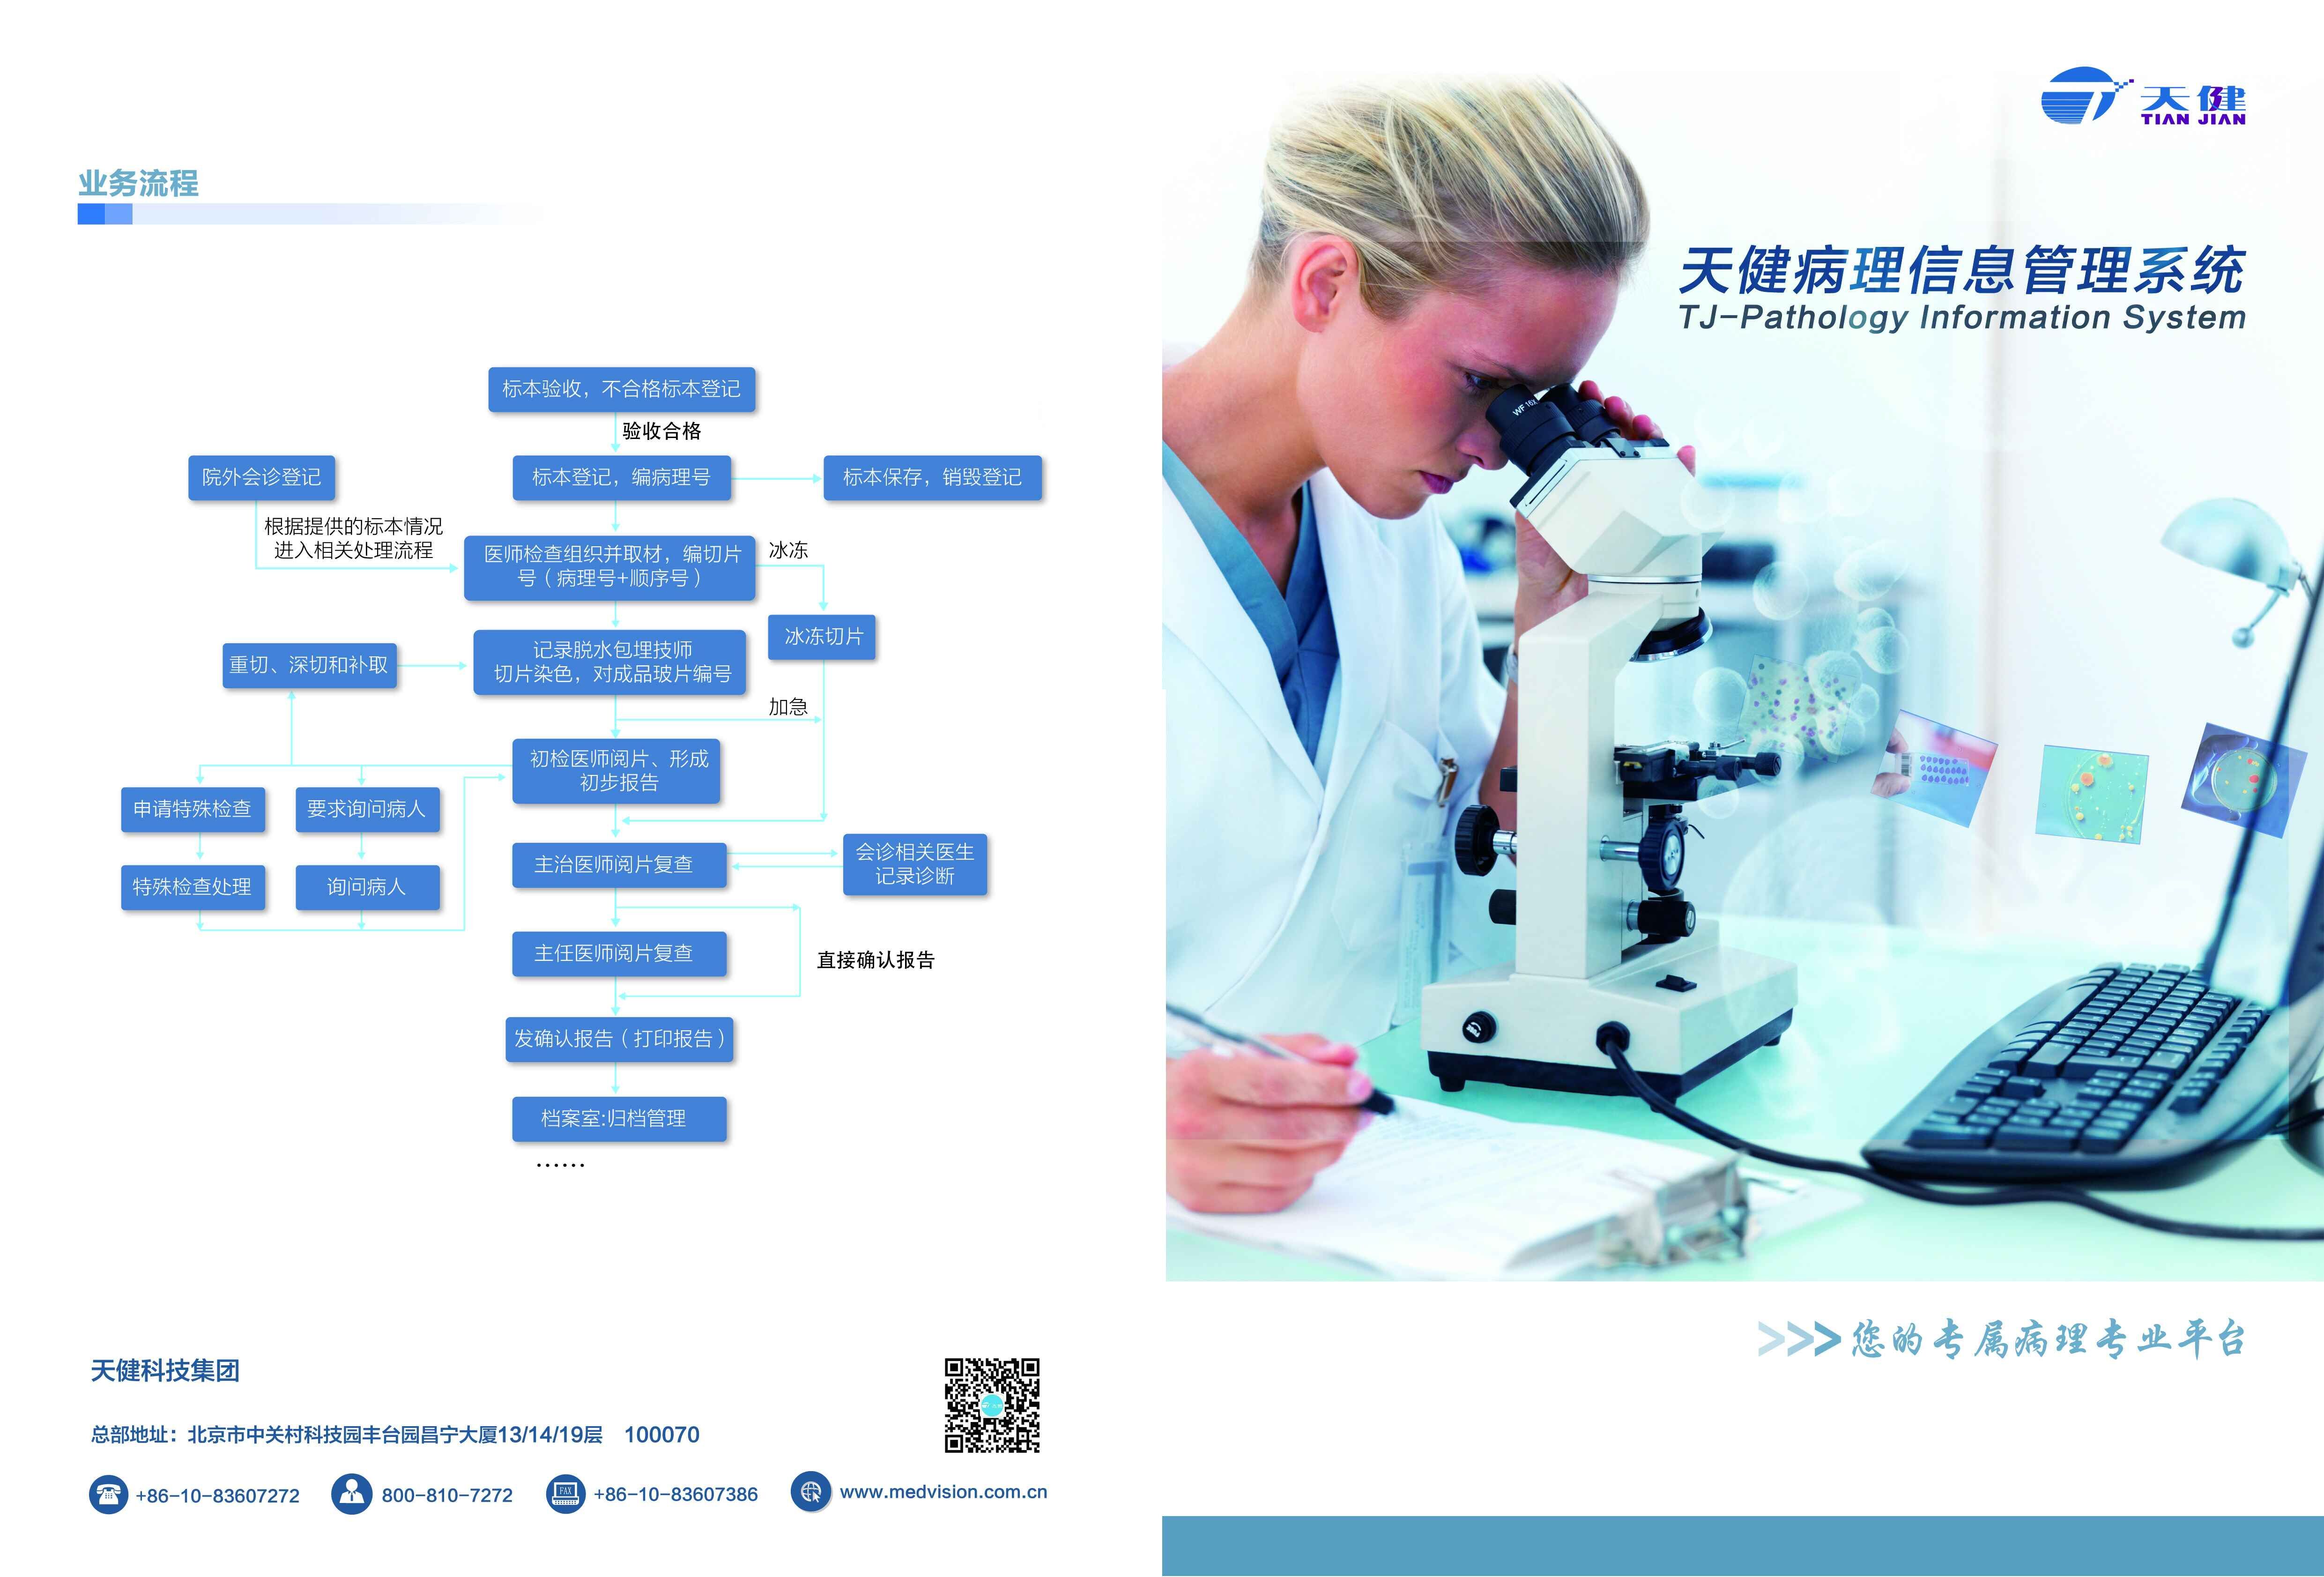 业务流程
标本验收，不合格标本登记
验收合格
院外会诊登记
标本登记，编病理号
标本保存，销毁登记
根据提供的标本情况
进入相关处理流程
医师检查组织并取材，编切片
号（病理号+顺序号）
冰冻
冰冻切片
重切、深切和补取
记录脱水包埋技师
切片染色，对成品玻片编号
加急
初检医师阅片、形成
初步报告
申请特殊检查
要求询问病人
特殊检查处理
询问病人
主治医师阅片复查
会诊相关医生
记录诊断
主任医师阅片复查
直接确认报告
发确认报告（打印报告）
档案室:归档管理
......
天健科技集团
总部地址：北京市中关村科技园丰台园昌宁大厦13/14/19层 100070
+86-10-83607272
800-810-7272
FAX
+86-10-83607386
www.medvision.com.cn
天健
TIAN JIAN
天健病理信息管理系统
TJ-Pathology Information System
WF 16X
>>>您的专属病理专业平台